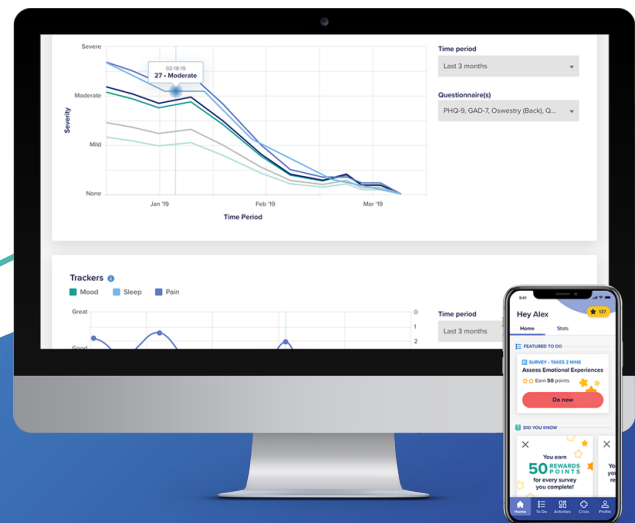 Severe
Moderate
Mild
None
Severity
02-18-19
27 - Moderate
Jan '19
Feb '19
Mar '19
Time Period
Time period
Last 3 months
Questionnaire(s)
PHQ-9, GAD-7, Oswestry (Back), Q...
Trackers
Mood Sleep Pain
Great
Good
0
1
2
Time period
Last 3 months
9:41
Hey Alex
127
Home Stats
FEATURED TO DO
SURVEY - TAKES 2 MINS
Assess Emotional Experiences
Earn 50 points
Do now
DID YOU KNOW
You earn
50 REWARDS
POINTS
for every survey
you complete!
Home To Do Activities Crisis Profile